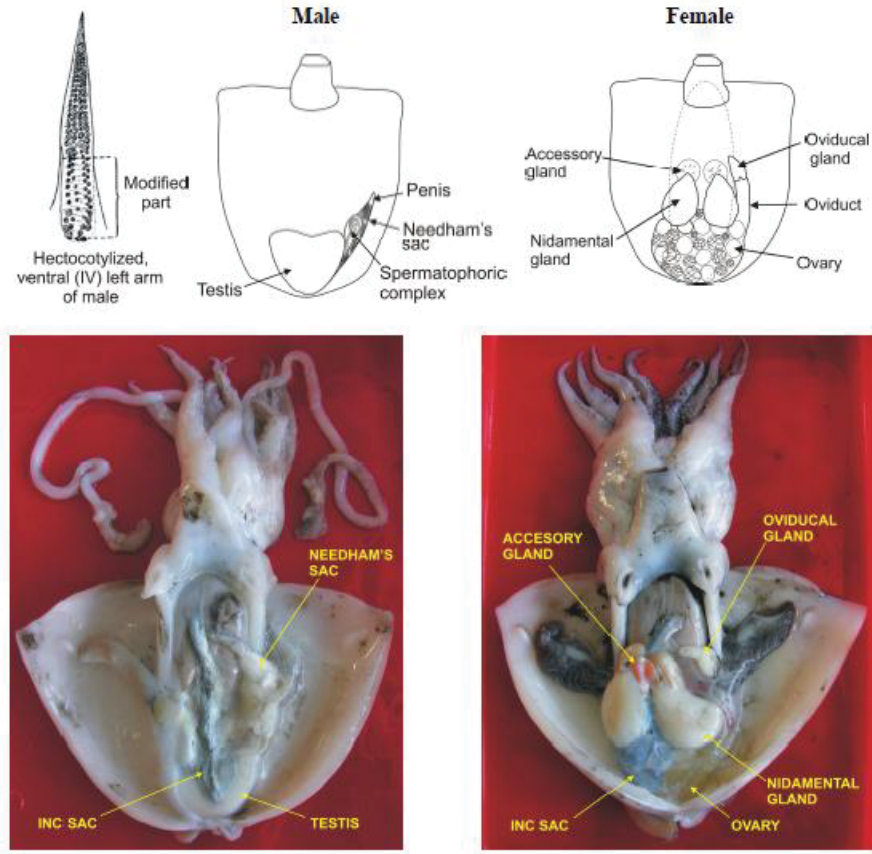 Male
Female
Modified
part
Hectocotylized,
ventral (IV) left arm
of male
Penis
Needham's
sac
Spermatophoric
complex
Testis
Accessory
gland
Nidamental
gland
Oviducal
gland
Oviduct
Ovary
NEEDHAM'S
SAC
INC SAC
TESTIS
ACCESORY
GLAND
OVIDUCAL
GLAND
NIDAMENTAL
GLAND
INC SAC
OVARY